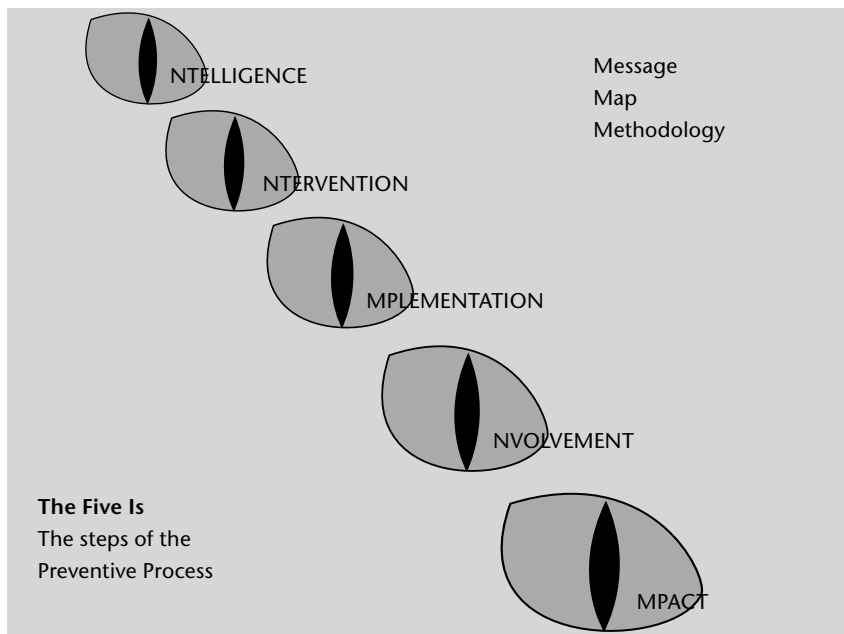 NTELLIGENCE
Message
Map
Methodology
NTERVENTION
MPLEMENTATION
NVOLVEMENT
The Five Is
The steps of the
Preventive Process
MPACT